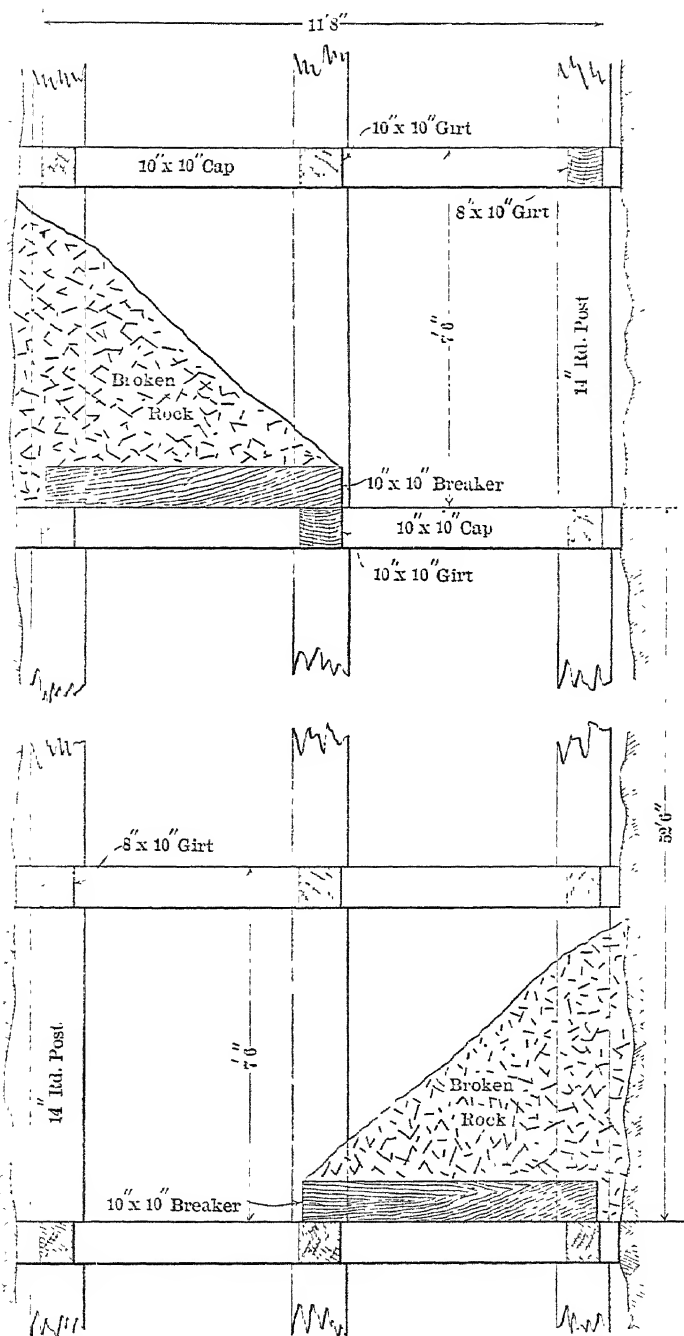 11'8"
10"x 10"Girt
10"x 10"Cap
8"x 10"Girt
7'6"
14" Rd. Post
Broken
Rock
10"x 10" Breaker
10"x 10"Cap
10"x 10"Girt
8"x 10"Girt
52'6"
7'6"
14" Rd. Post
Broken
Rock
10"x 10"Breaker